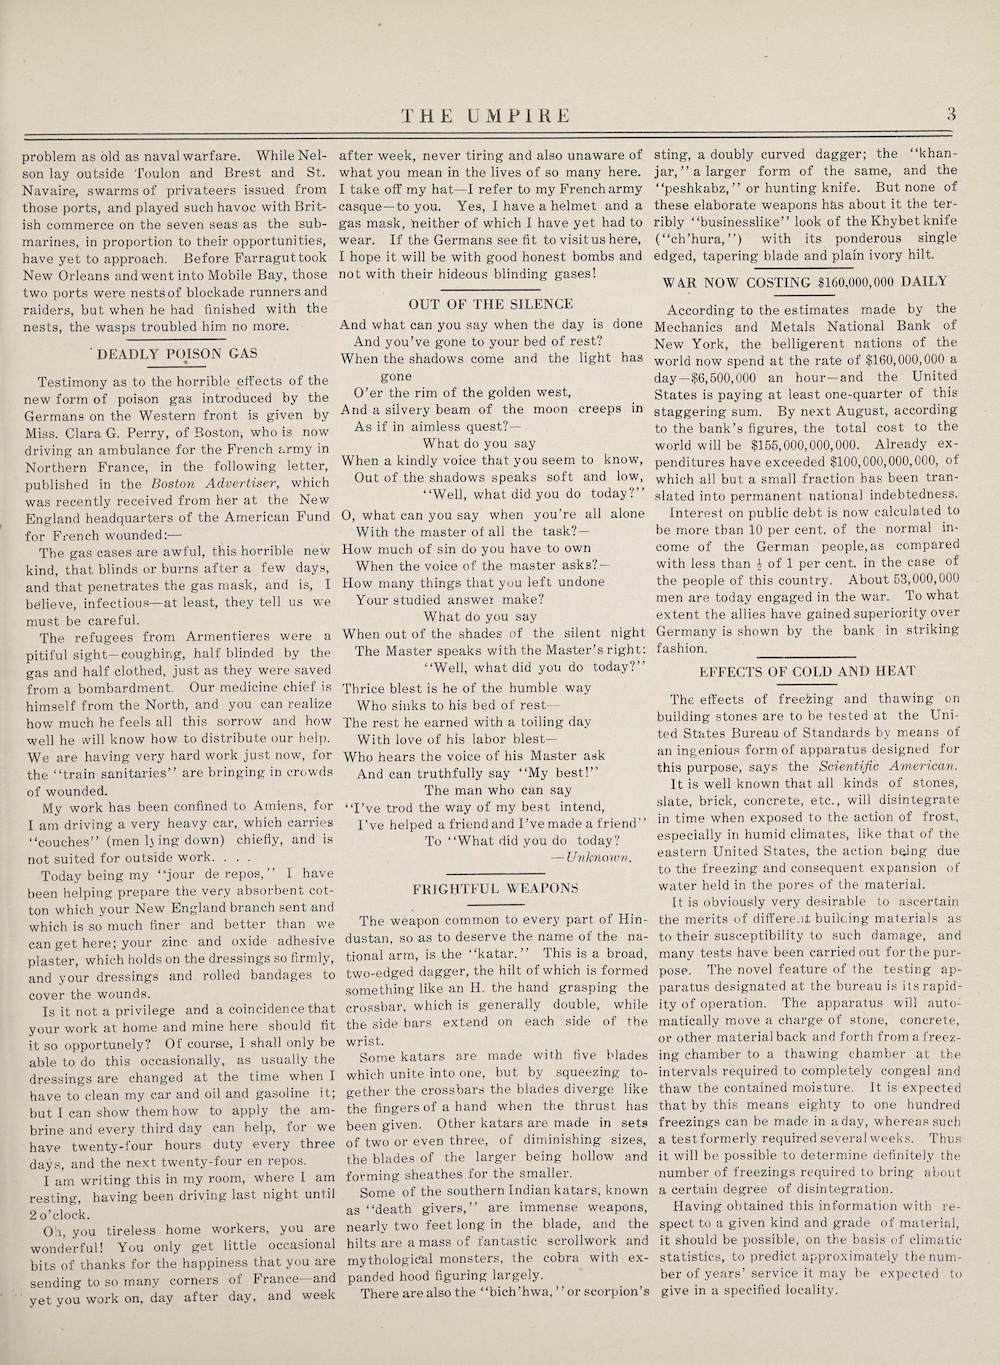 THE UMPIRE
3
problem as old as naval warfare. While Nel-
son lay outside Toulon and Brest and St.
Navaire, swarms of privateers issued from
those ports, and played such havoc with Brit-
ish commerce on the seven seas as the sub-
marines, in proportion to their opportunities,
have yet to approach. Before Farragut took
New Orleans and went into Mobile Bay, those
two ports were nests of blockade runners and
raiders, but when he had finished with the
nests, the wasps troubled him no more.
DEADLY POISON GAS
Testimony as to the horrible effects of the
new form of poison gas introduced by the
Germans on the Western front is given by
Miss. Clara G. Perry, of Boston, who is now
driving an ambulance for the French army in
Northern France, in the following letter,
published in the Boston Advertiser, which
was recently received from her at the New
England headquarters of the American Fund
for French wounded:—
The gas cases are awful, this horrible new
kind, that blinds or burns after a few days,
and that penetrates the gas mask, and is, I
believe, infectious—at least, they tell us we
must be careful.
The refugees from Armentieres were a
pitiful sight—coughing, half blinded by the
gas and half clothed, just as they were saved
from a bombardment. Our medicine chief is
himself from the North, and you can realize
how much he feels all this sorrow and how
well he will know how to distribute our help.
We are having very hard work just now, for
the "train sanitaries" are bringing in crowds
of wounded.
My work has been confined to Amiens, for
I am driving a very heavy car, which carries
"couches" (men lying down) chiefly, and is
not suited for outside work. . . .
Today being my "jour de repos," I have
been helping prepare the very absorbent cot-
ton which your New England branch sent and
which is so much finer and better than we
can get here; your zinc and oxide adhesive
plaster, which holds on the dressings so firmly,
and your dressings and rolled bandages to
cover the wounds.
Is it not a privilege and a coincidence that
your work at home and mine here should fit
it so opportunely? Of course, I shall only be
able to do this occasionally, as usually the
dressings are changed at the time when I
have to clean my car and oil and gasoline it;
but I can show them how to apply the am-
brine and every third day can help, for we
have twenty-four hours duty every three
days, and the next twenty-four en repos.
I am writing this in my room, where I am
resting, having been driving last night until
2 o'clock.
Oh, you tireless home workers, you are
wonderful! You only get little occasional
bits of thanks for the happiness that you are
sending to so many corners of France—and
yet you work on, day after day, and week
after week, never tiring and also unaware of
what you mean in the lives of so many here.
I take off my hat—I refer to my French army
casque—to you. Yes, I have a helmet and a
gas mask, neither of which I have yet had to
wear. If the Germans see fit to visit us here,
I hope it will be with good honest bombs and
not with their hideous blinding gases!
OUT OF THE SILENCE
And what can you say when the day is done
And you've gone to your bed of rest?
When the shadows come and the light has
gone
O'er the rim of the golden west,
And a silvery beam of the moon creeps in
As if in aimless quest?—
What do you say
When a kindly voice that you seem to know,
Out of the shadows speaks soft and low,
"Well, what did you do today?"
O, what can you say when you're all alone
With the master of all the task?—
How much of sin do you have to own
When the voice of the master asks?—
How many things that you left undone
Your studied answer make?
What do you say
When out of the shades of the silent night
The Master speaks with the Master's right:
"Well, what did you do today?"
Thrice blest is he of the humble way
Who sinks to his bed of rest—
The rest he earned with a toiling day
With love of his labor blest—
Who hears the voice of his Master ask
And can truthfully say "My best!"
The man who can say
"I've trod the way of my best intend,
I've helped a friend and I've made a friend"
To "What did you do today?
—Unknown.
FRIGHTFUL WEAPONS
The weapon common to every part of Hin-
dustan, so as to deserve the name of the na-
tional arm, is the "katar." This is a broad,
two-edged dagger, the hilt of which is formed
something like an H. the hand grasping the
crossbar, which is generally double, while
the side bars extend on each side of the
wrist.
Some katars are made with five blades
which unite into one, but by squeezing to-
gether the crossbars the blades diverge like
the fingers of a hand when the thrust has
been given. Other katars are made in sets
of two or even three, of diminishing sizes,
the blades of the larger being hollow and
forming sheathes for the smaller.
Some of the southern Indian katars, known
as "death givers," are immense weapons,
nearly two feet long in the blade, and the
hilts are a mass of fantastic scrollwork and
mythological monsters, the cobra with ex-
panded hood figuring largely.
There are also the "bich'hwa," or scorpion's
sting, a doubly curved dagger; the "khan-
jar," a larger form of the same, and the
"peshkabz," or hunting knife. But none of
these elaborate weapons has about it the ter-
ribly "businesslike" look of the Khybet knife
("ch'hura,") with its ponderous single
edged, tapering blade and plain ivory hilt.
WAR NOW COSTING $160,000,000 DAILY
According to the estimates made by the
Mechanics and Metals National Bank of
New York, the belligerent nations of the
world now spend at the rate of $160,000,000 a
day—$6,500,000 an hour—and the United
States is paying at least one-quarter of this
staggering sum. By next August, according
to the bank's figures, the total cost to the
world will be $155,000,000,000. Already ex-
penditures have exceeded $100,000,000,000, of
which all but a small fraction has been tran-
slated into permanent national indebtedness.
Interest on public debt is now calculated to
be more than 10 per cent. of the normal in-
come of the German people, as compared
with less than ½ of 1 per cent. in the case of
the people of this country. About 53,000,000
men are today engaged in the war. To what
extent the allies have gained superiority over
Germany is shown by the bank in striking
fashion.
EFFECTS OF COLD AND HEAT
The effects of freezing and thawing on
building stones are to be tested at the Uni-
ted States Bureau of Standards by means of
an ingenious form of apparatus designed for
this purpose, says the Scientific American.
It is well known that all kinds of stones,
slate, brick, concrete, etc., will disintegrate
in time when exposed to the action of frost,
especially in humid climates, like that of the
eastern United States, the action being due
to the freezing and consequent expansion of
water held in the pores of the material.
It is obviously very desirable to ascertain
the merits of different building materials as
to their susceptibility to such damage, and
many tests have been carried out for the pur-
pose. The novel feature of the testing ap-
paratus designated at the bureau is its rapid-
ity of operation. The apparatus will auto-
matically move a charge of stone, concrete,
or other material back and forth from a freez-
ing chamber to a thawing chamber at the
intervals required to completely congeal and
thaw the contained moisture. It is expected
that by this means eighty to one hundred
freezings can be made in a day, whereas such
a test formerly required several weeks. Thus
it will be possible to determine definitely the
number of freezings required to bring about
a certain degree of disintegration.
Having obtained this information with re-
spect to a given kind and grade of material,
it should be possible, on the basis of climatic
statistics, to predict approximately the num-
ber of years' service it may be expected to
give in a specified locality.